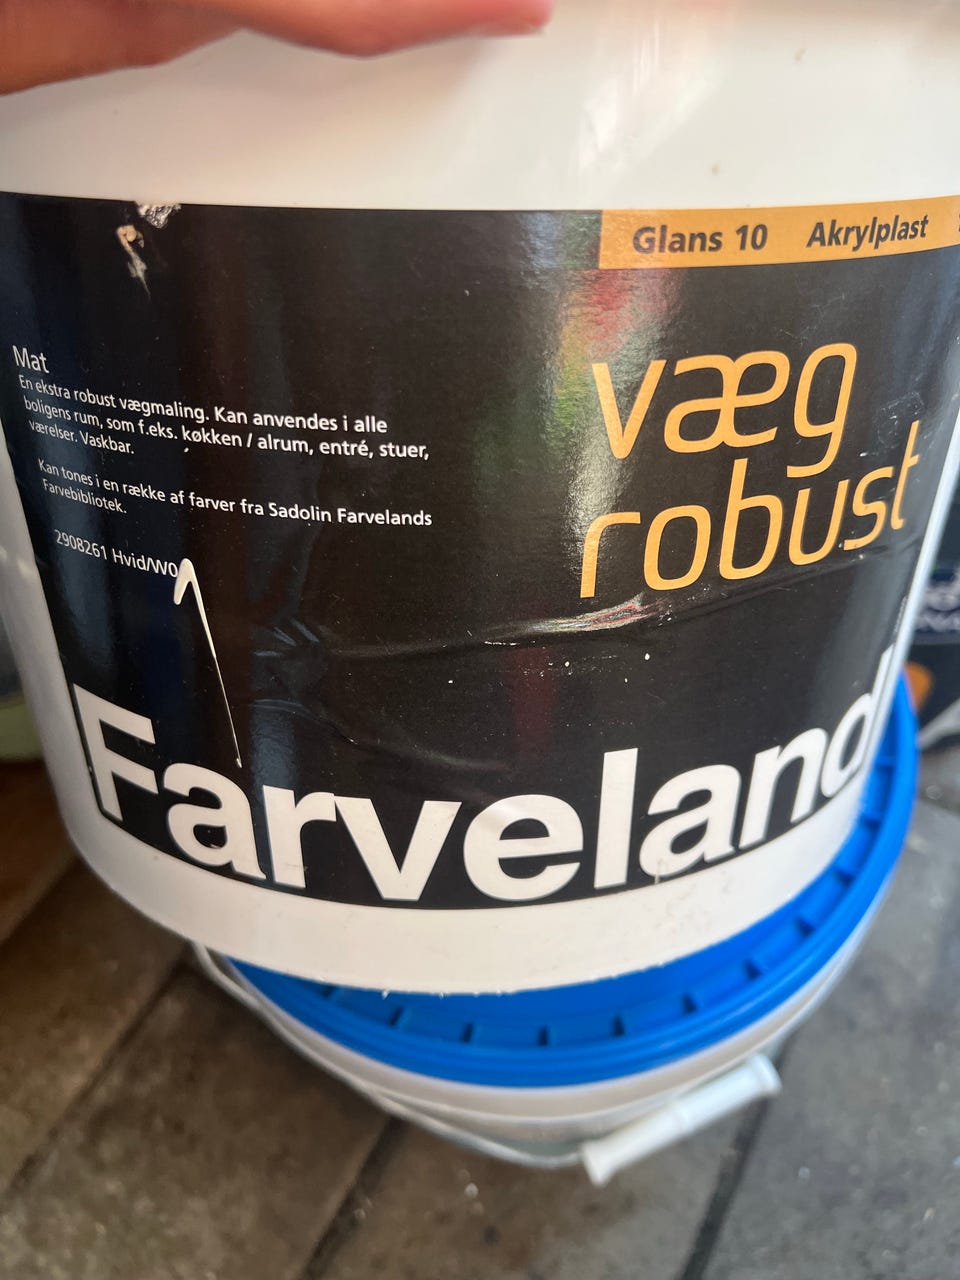 Glans 10 Akrylplast
væg
robust
Mat
En ekstra robust vægmaling. Kan anvendes i alle
boligens rum, som f.eks. køkken / alrum, entré, stuer,
værelser. Vaskbar.
Kan tones i en række af farver fra Sadolin Farvelands
Farvebibliotek.
2908261 Hvid/W0
Farveland